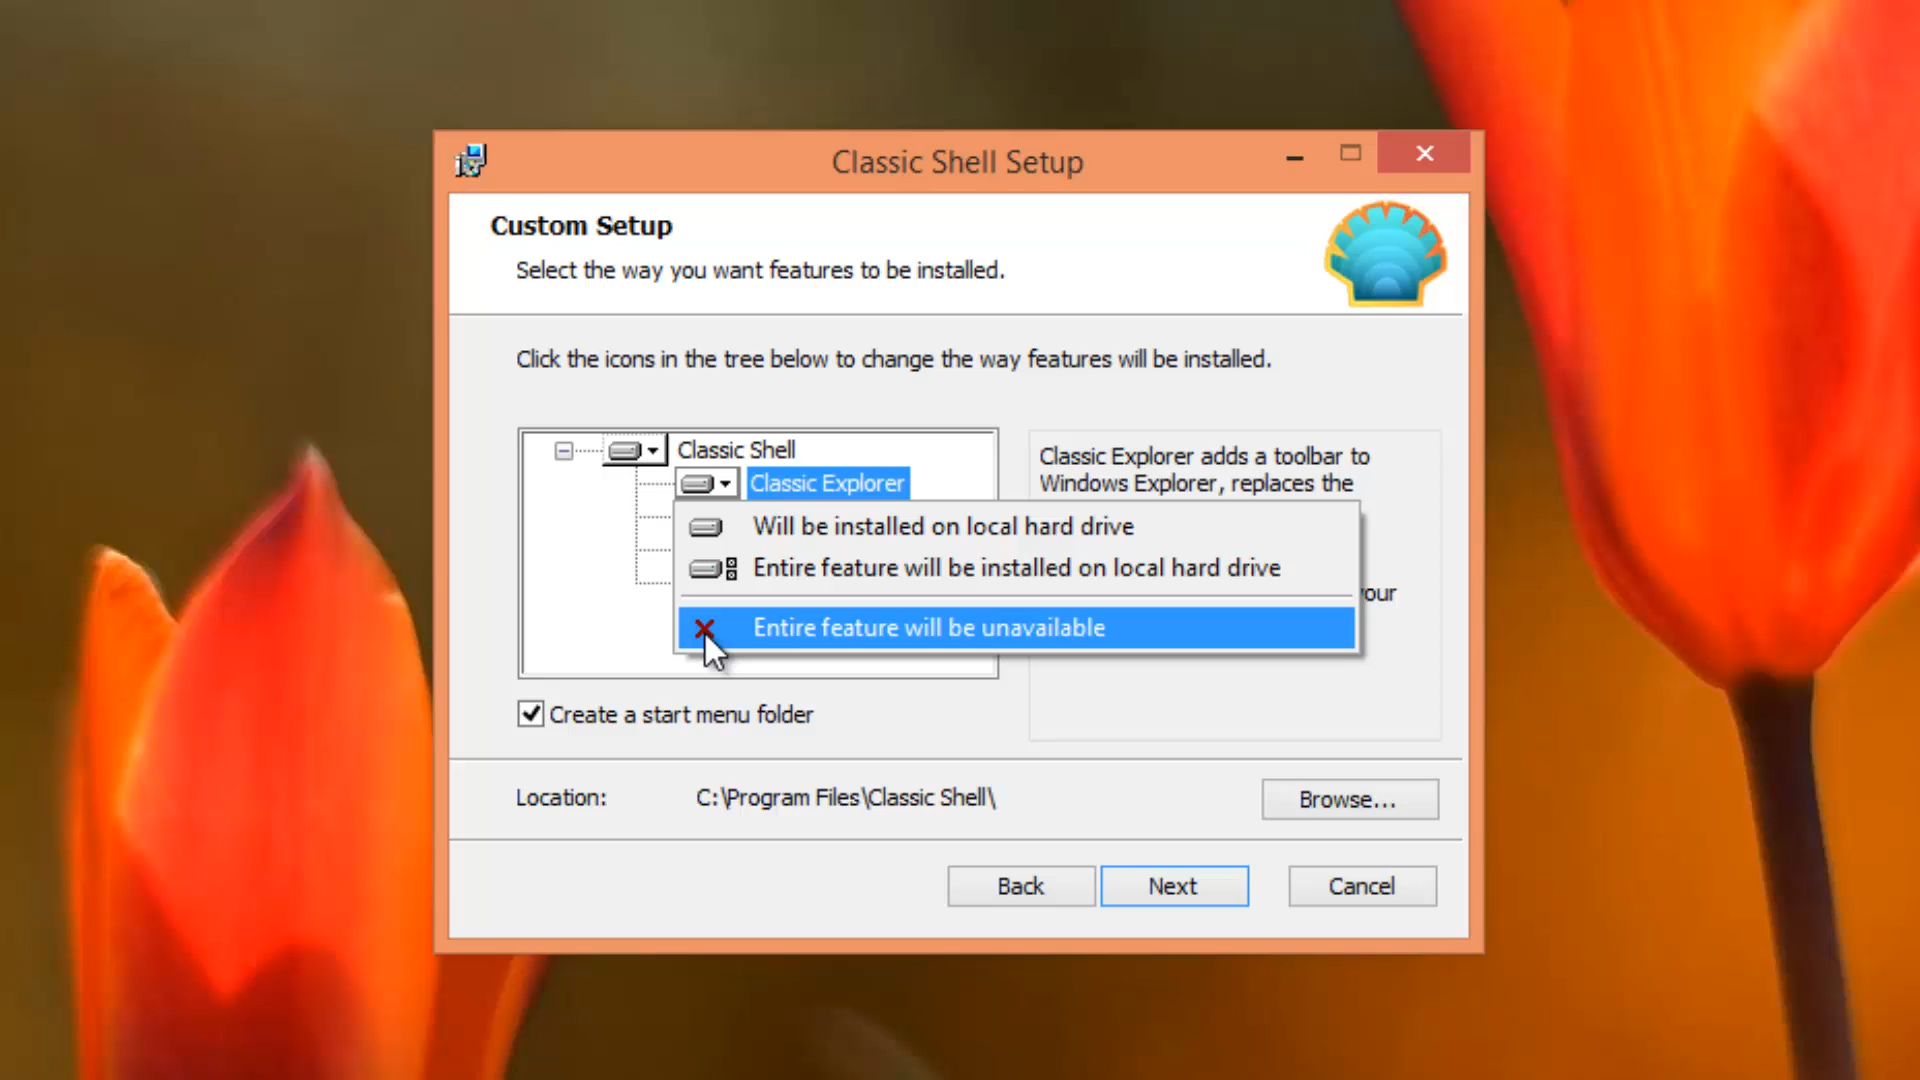 Classic Shell Setup
Custom Setup
Select the way you want features to be installed.
Click the icons in the tree below to change the way features will be installed.
Classic Shell
Classic Explorer
Classic Explorer adds a toolbar to
Windows Explorer, replaces the
Will be installed on local hard drive
Entire feature will be installed on local hard drive
your
Entire feature will be unavailable
Create a start menu folder
Location: C:\Program Files\Classic Shell\
Browse...
Back Next Cancel